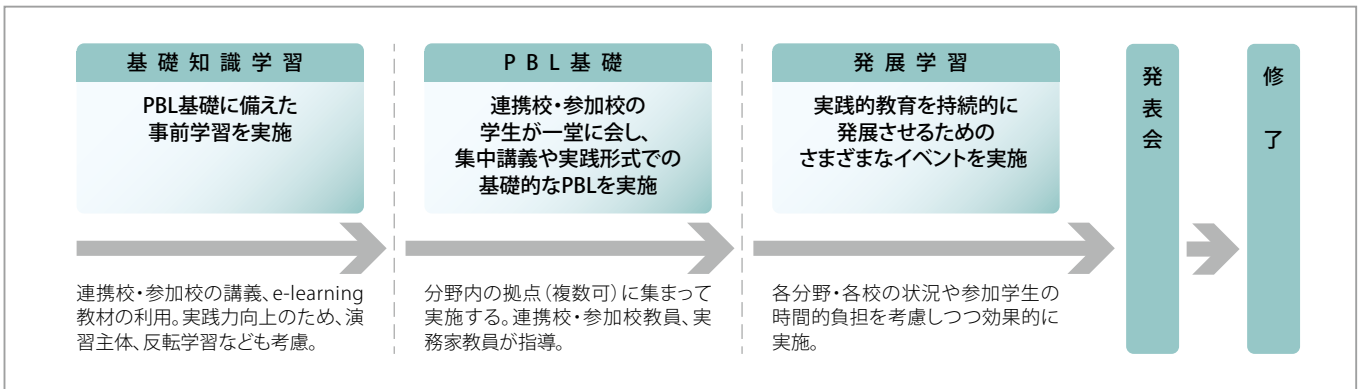 基礎知識学習
PBL基礎に備えた
事前学習を実施
連携校・参加校の講義、e-learning
教材の利用。実践力向上のため、演
習主体、反転学習なども考慮。
PBL基礎
連携校・参加校の
学生が一堂に会し、
集中講義や実践形式での
基礎的なPBLを実施
分野内の拠点（複数可）に集まって
実施する。連携校・参加校教員、実
務家教員が指導。
発展学習
実践的教育を持続的に
発展させるための
さまざまなイベントを実施
各分野・各校の状況や参加学生の
時間的負担を考慮しつつ効果的に
実施。
発表会
修了